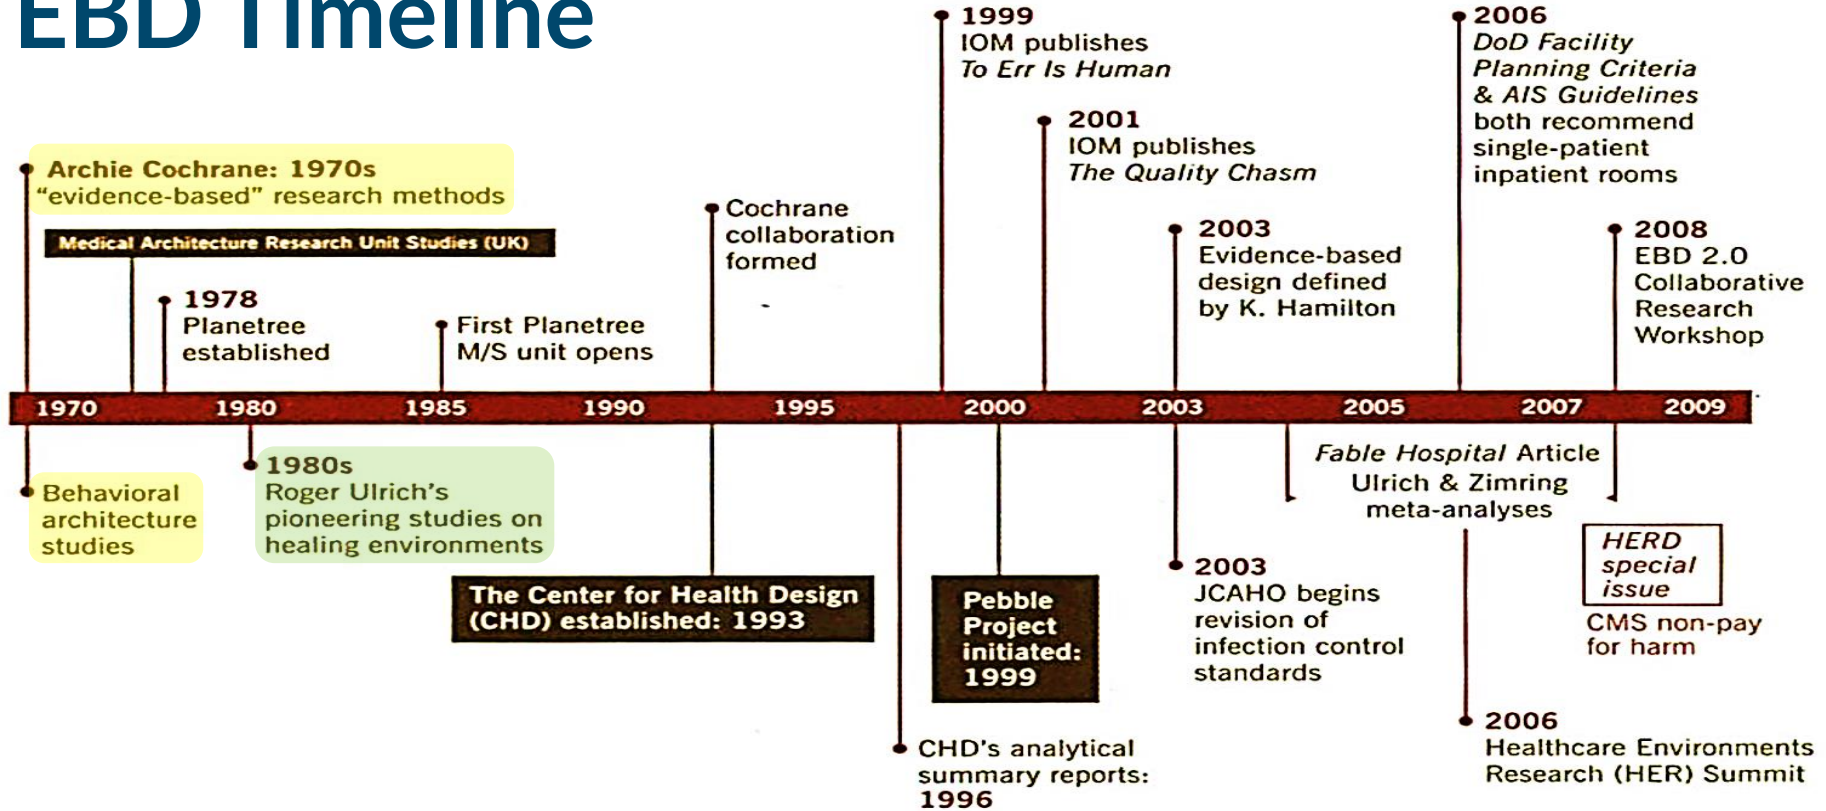 EBD Timeline
Archie Cochrane: 1970s
“evidence-based” research methods
Medical Architecture Research Unit Studies (UK)
1978
Planetree
established
First Planetree
M/S unit opens
Cochrane
collaboration
formed
1999
IOM publishes
To Err Is Human
2001
IOM publishes
The Quality Chasm
2003
Evidence-based
design defined
by K. Hamilton
2006
DoD Facility
Planning Criteria
& AIS Guidelines
both recommend
single-patient
inpatient rooms
2008
EBD 2.0
Collaborative
Research
Workshop
1970 1980 1985 1990 1995 2000 2003 2005 2007 2009
Behavioral
architecture
studies
1980s
Roger Ulrich’s
pioneering studies on
healing environments
The Center for Health Design
(CHD) established: 1993
CHD’s analytical
summary reports:
1996
Pebble
Project
initiated:
1999
2003
JCAHO begins
revision of
infection control
standards
Fable Hospital Article
Ulrich & Zimring
meta-analyses
HERD
special
issue
CMS non-pay
for harm
2006
Healthcare Environments
Research (HER) Summit